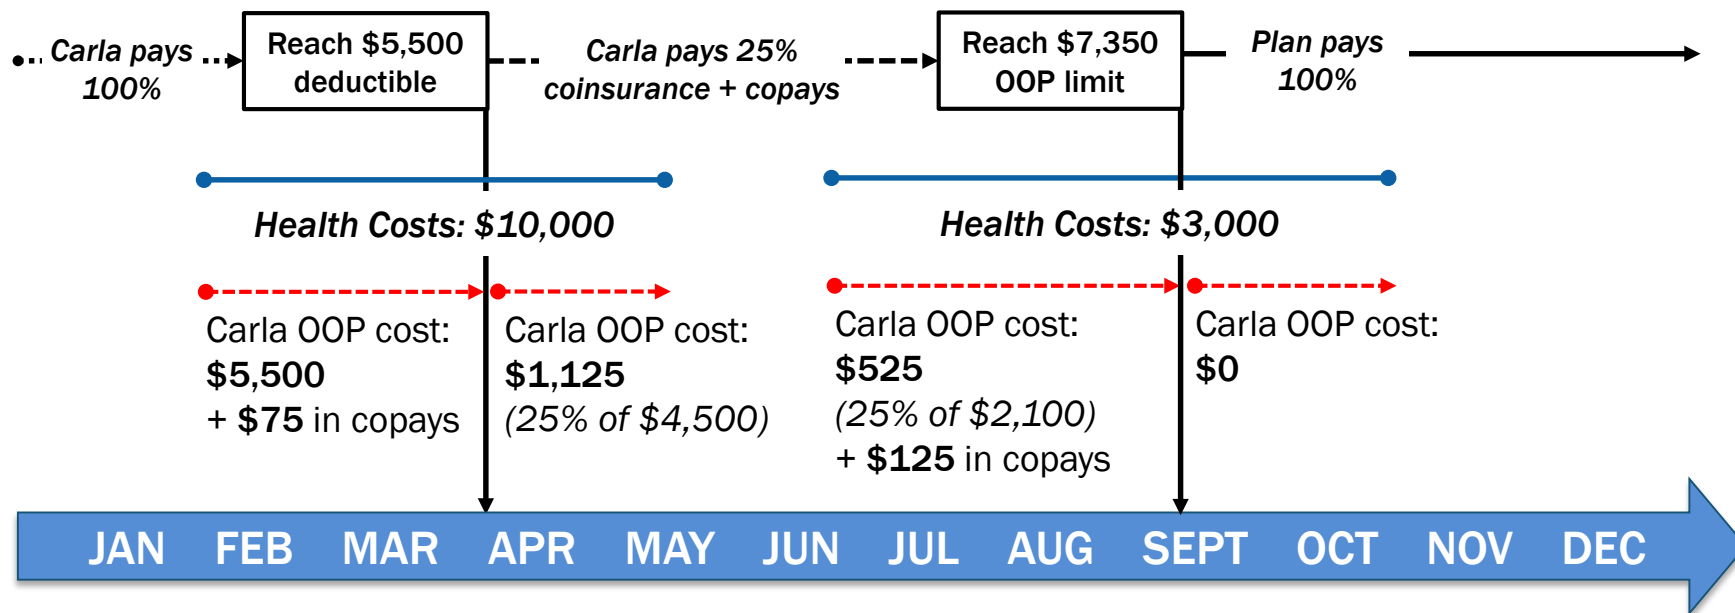 Carla pays
100%
Reach $5,500
deductible
Carla pays 25%
coinsurance + copays
Reach $7,350
OOP limit
Plan pays
100%
Health Costs: $10,000
Health Costs: $3,000
Carla OOP cost:
$5,500
+ $75 in copays
Carla OOP cost:
$1,125
(25% of $4,500)
Carla OOP cost:
$525
(25% of $2,100)
+ $125 in copays
Carla OOP cost:
$0
JAN FEB MAR APR MAY JUN JUL AUG SEPT OCT NOV DEC